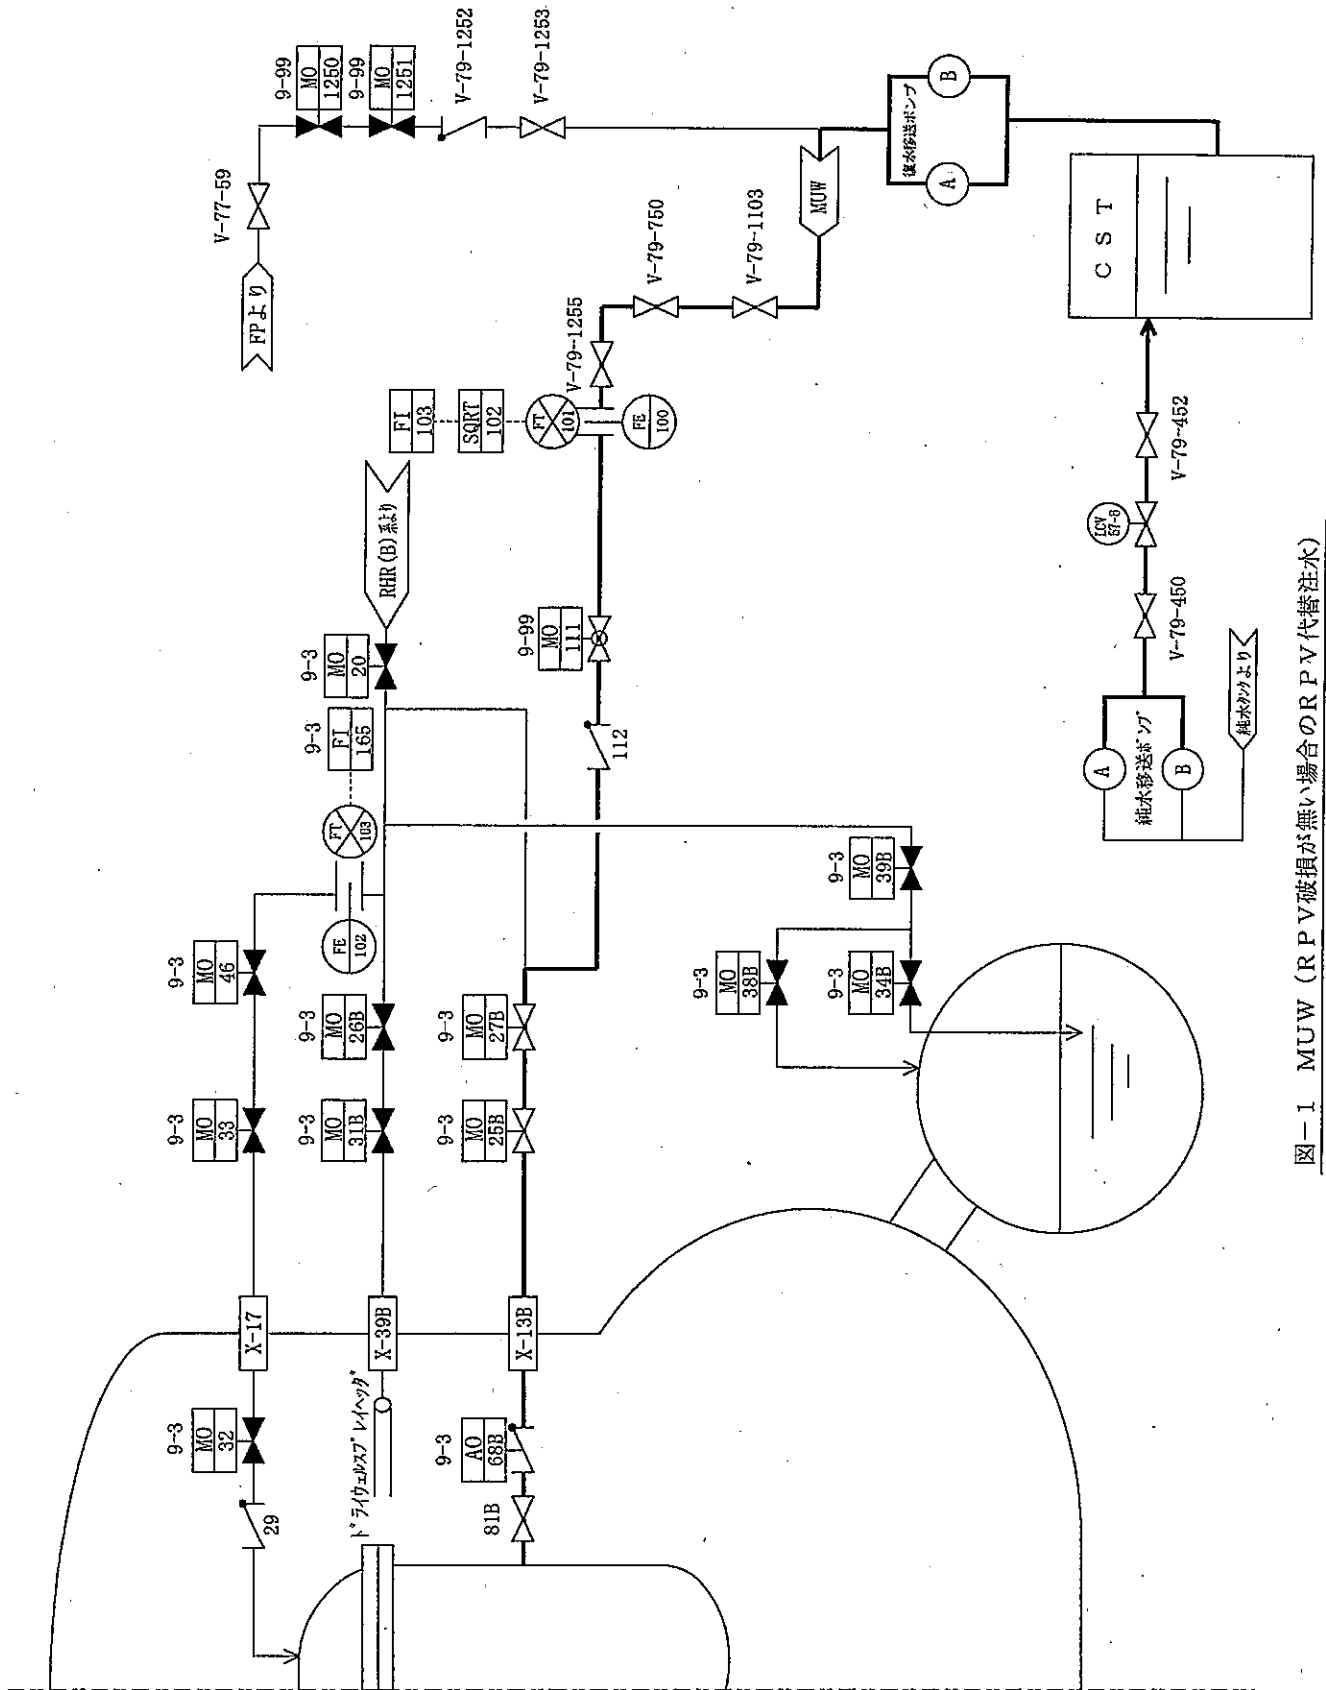 9-99
MO
1250
9-99
MO
1251
V-79-1252
V-79-1253
V-77-59
FPより
V-79-750
V-79-1103
V-79-1255
MUW
復水移送ポンプ
A
B
CST
FI
103
SQRT
102
FT
101
FE
100
RHR(B)系より
9-3
MO
20
9-3
FI
165
FT
103
FE
102
9-99
MO
111
112
V-79-452
LCV
57-8
V-79-450
純水移送ポンプ
A
B
純水タンクより
9-3
MO
46
9-3
MO
33
9-3
MO
26B
9-3
MO
31B
9-3
MO
27B
9-3
MO
25B
9-3
MO
39B
9-3
MO
38B
9-3
MO
34B
X-17
X-39B
X-13B
9-3
MO
32
29
ドライウェルスプレイヘッダ
9-3
AO
68B
81B
図-1 MUW(RPV破損が無い場合のRPV代替注水)